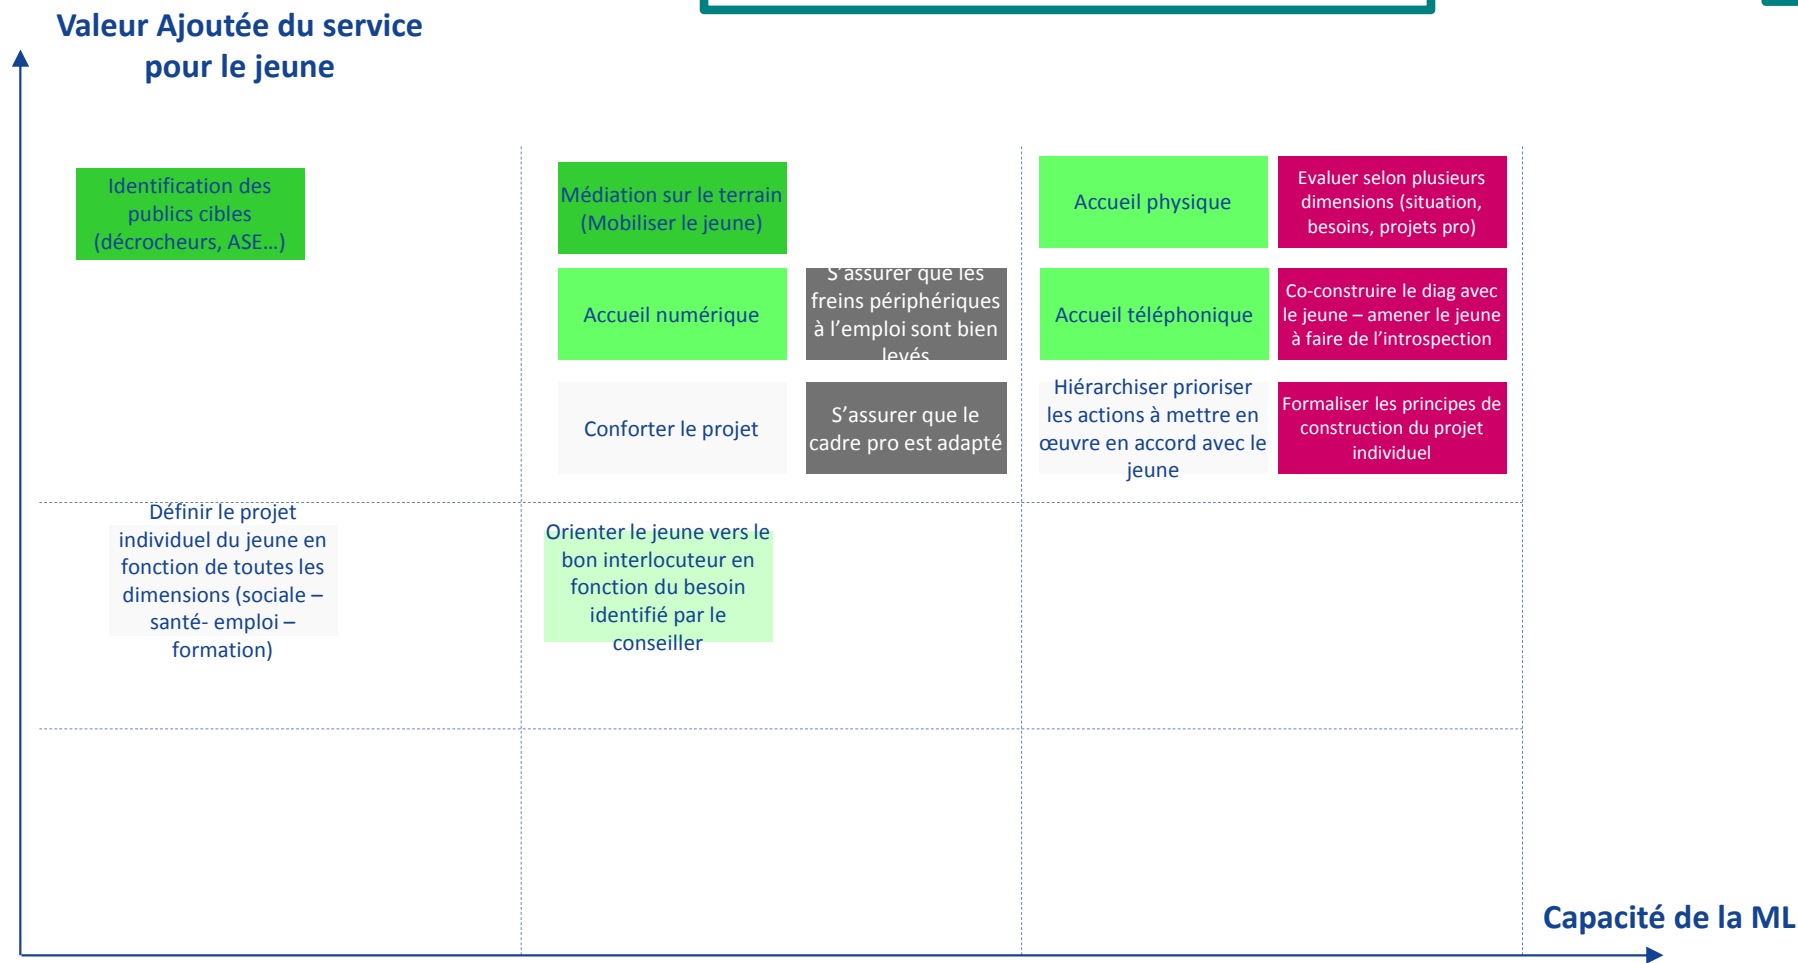 Valeur Ajoutée du service
pour le jeune
Identification des
publics cibles
(décrocheurs, ASE…)
Médiation sur le terrain
(Mobiliser le jeune)
Accueil physique
Evaluer selon plusieurs
dimensions (situation,
besoins, projets pro)
Accueil numérique
S’assurer que les
freins périphériques
à l’emploi sont bien
levés
Accueil téléphonique
Co-construire le diag avec
le jeune – amener le jeune
à faire de l’introspection
Conforter le projet
S’assurer que le
cadre pro est adapté
Hiérarchiser prioriser
les actions à mettre en
œuvre en accord avec le
jeune
Formaliser les principes de
construction du projet
individuel
Définir le projet
individuel du jeune en
fonction de toutes les
dimensions (sociale –
santé- emploi –
formation)
Orienter le jeune vers le
bon interlocuteur en
fonction du besoin
identifié par le
conseiller
Capacité de la ML